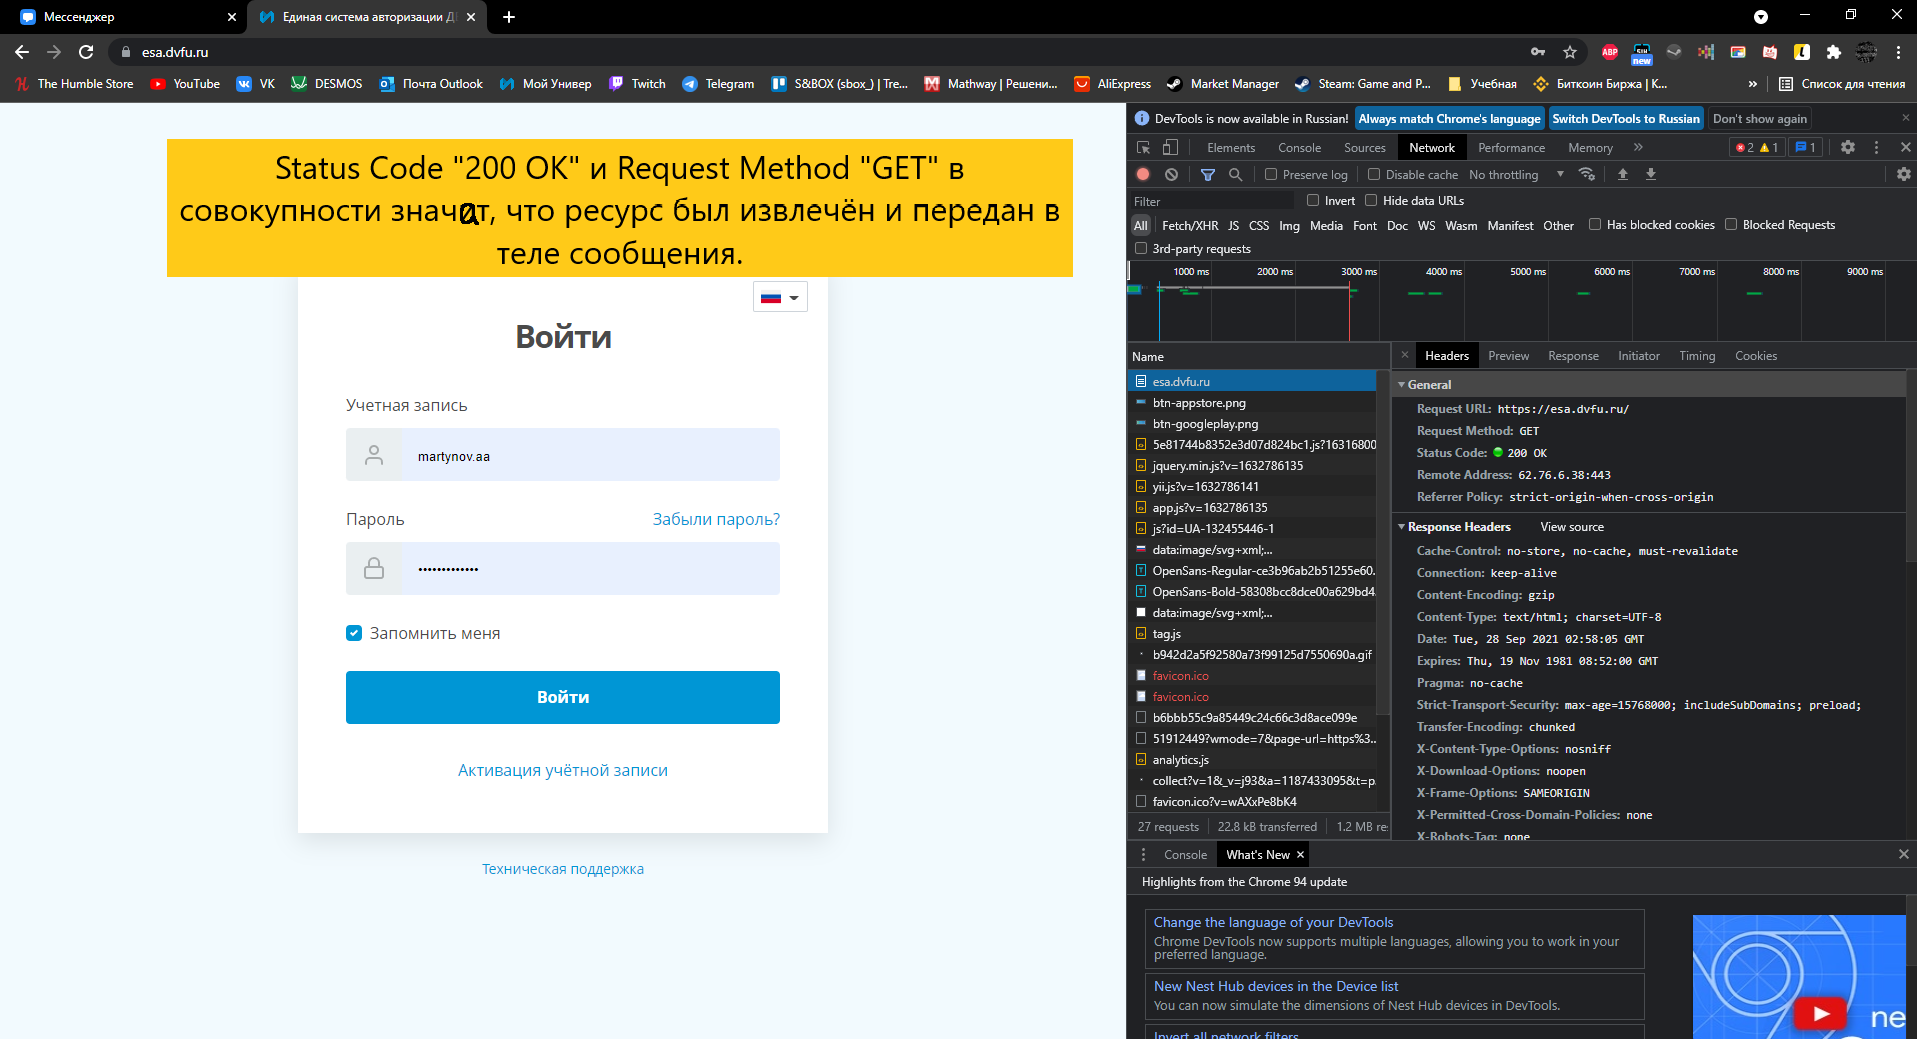 Мессенджер
Единая система авторизации Д
esa.dvfu.ru
ABP
new
The Humble Store
YouTube
VK
DESMOS
Почта Outlook
Мой Универ
Twitch
Telegram
S&BOX (sbox_) | Tre...
Mathway | Решени...
AliExpress
Market Manager
Steam: Game and P...
Учебная
Биткоин Биржа | K...
»
Список для чтения
Status Code "200 OK" и Request Method "GET" в
совокупности значат, что ресурс был извлечён и передан в
теле сообщения.
Войти
Учетная запись
martynov.aa
Пароль
Забыли пароль?
•••••••••••••
Запомнить меня
Войти
Активация учётной записи
Техническая поддержка
DevTools is now available in Russian!
Always match Chrome's language
Switch DevTools to Russian
Don't show again
Elements
Console
Sources
Network
Performance
Memory
»
2
1
1
Preserve log
Disable cache
No throttling
Filter
Invert
Hide data URLs
All
Fetch/XHR
JS
CSS
Img
Media
Font
Doc
WS
Wasm
Manifest
Other
Has blocked cookies
Blocked Requests
3rd-party requests
1000 ms
2000 ms
3000 ms
4000 ms
5000 ms
6000 ms
7000 ms
8000 ms
9000 ms
Name
esa.dvfu.ru
btn-appstore.png
btn-googleplay.png
5e81744b8352e3d07d824bc1.js?16316800
jquery.min.js?v=1632786135
yii.js?v=1632786141
app.js?v=1632786135
js?id=UA-132455446-1
data:image/svg+xml;...
OpenSans-Regular-ce3b96ab2b51255e60.
OpenSans-Bold-58308bcc8dce00a629bd4.
data:image/svg+xml;...
tag.js
b942d2a5f92580a73f99125d7550690a.gif
favicon.ico
favicon.ico
b6bbb55c9a85449c24c66c3d8ace099e
51912449?wmode=7&page-url=https%3...
analytics.js
collect?v=1&_v=j93&a=1187433095&t=p.
favicon.ico?v=wAXxPe8bK4
27 requests
22.8 kB transferred
1.2 MB re
Headers
Preview
Response
Initiator
Timing
Cookies
General
Request URL: https://esa.dvfu.ru/
Request Method: GET
Status Code: 200 OK
Remote Address: 62.76.6.38:443
Referrer Policy: strict-origin-when-cross-origin
Response Headers
View source
Cache-Control: no-store, no-cache, must-revalidate
Connection: keep-alive
Content-Encoding: gzip
Content-Type: text/html; charset=UTF-8
Date: Tue, 28 Sep 2021 02:58:05 GMT
Expires: Thu, 19 Nov 1981 08:52:00 GMT
Pragma: no-cache
Strict-Transport-Security: max-age=15768000; includeSubDomains; preload;
Transfer-Encoding: chunked
X-Content-Type-Options: nosniff
X-Download-Options: noopen
X-Frame-Options: SAMEORIGIN
X-Permitted-Cross-Domain-Policies: none
X-Robots-Tag: none
Console
What's New
Highlights from the Chrome 94 update
Change the language of your DevTools
Chrome DevTools now supports multiple languages, allowing you to work in your
preferred language.
New Nest Hub devices in the Device list
You can now simulate the dimensions of Nest Hub devices in DevTools.
Invert all network filters
ne